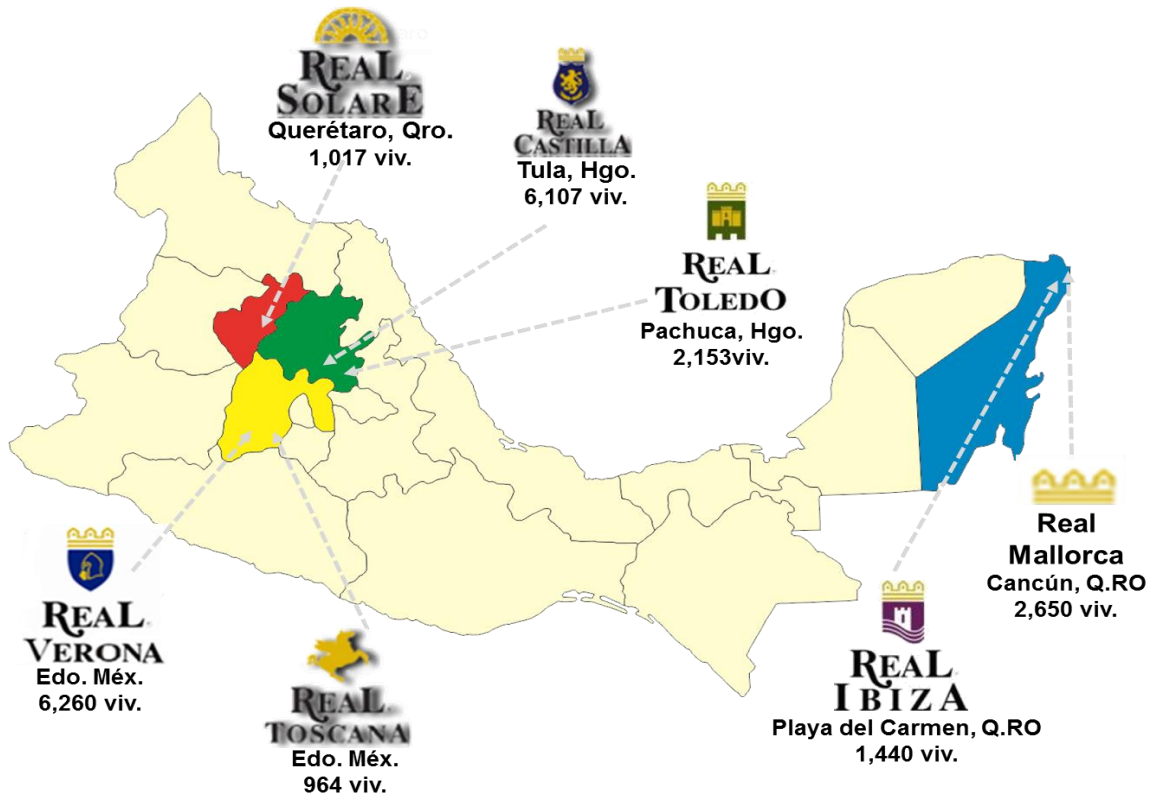 REAL
SOLARE
Querétaro, Qro.
1,017 viv.
REAL
CASTILLA
Tula, Hgo.
6,107 viv.
REAL
TOLEDO
Pachuca, Hgo.
2,153viv.
Real
Mallorca
Cancún, Q.RO
2,650 viv.
REAL
VERONA
Edo. Méx.
6,260 viv.
REAL
TOSCANA
Edo. Méx.
964 viv.
REAL
IBIZA
Playa del Carmen, Q.RO
1,440 viv.